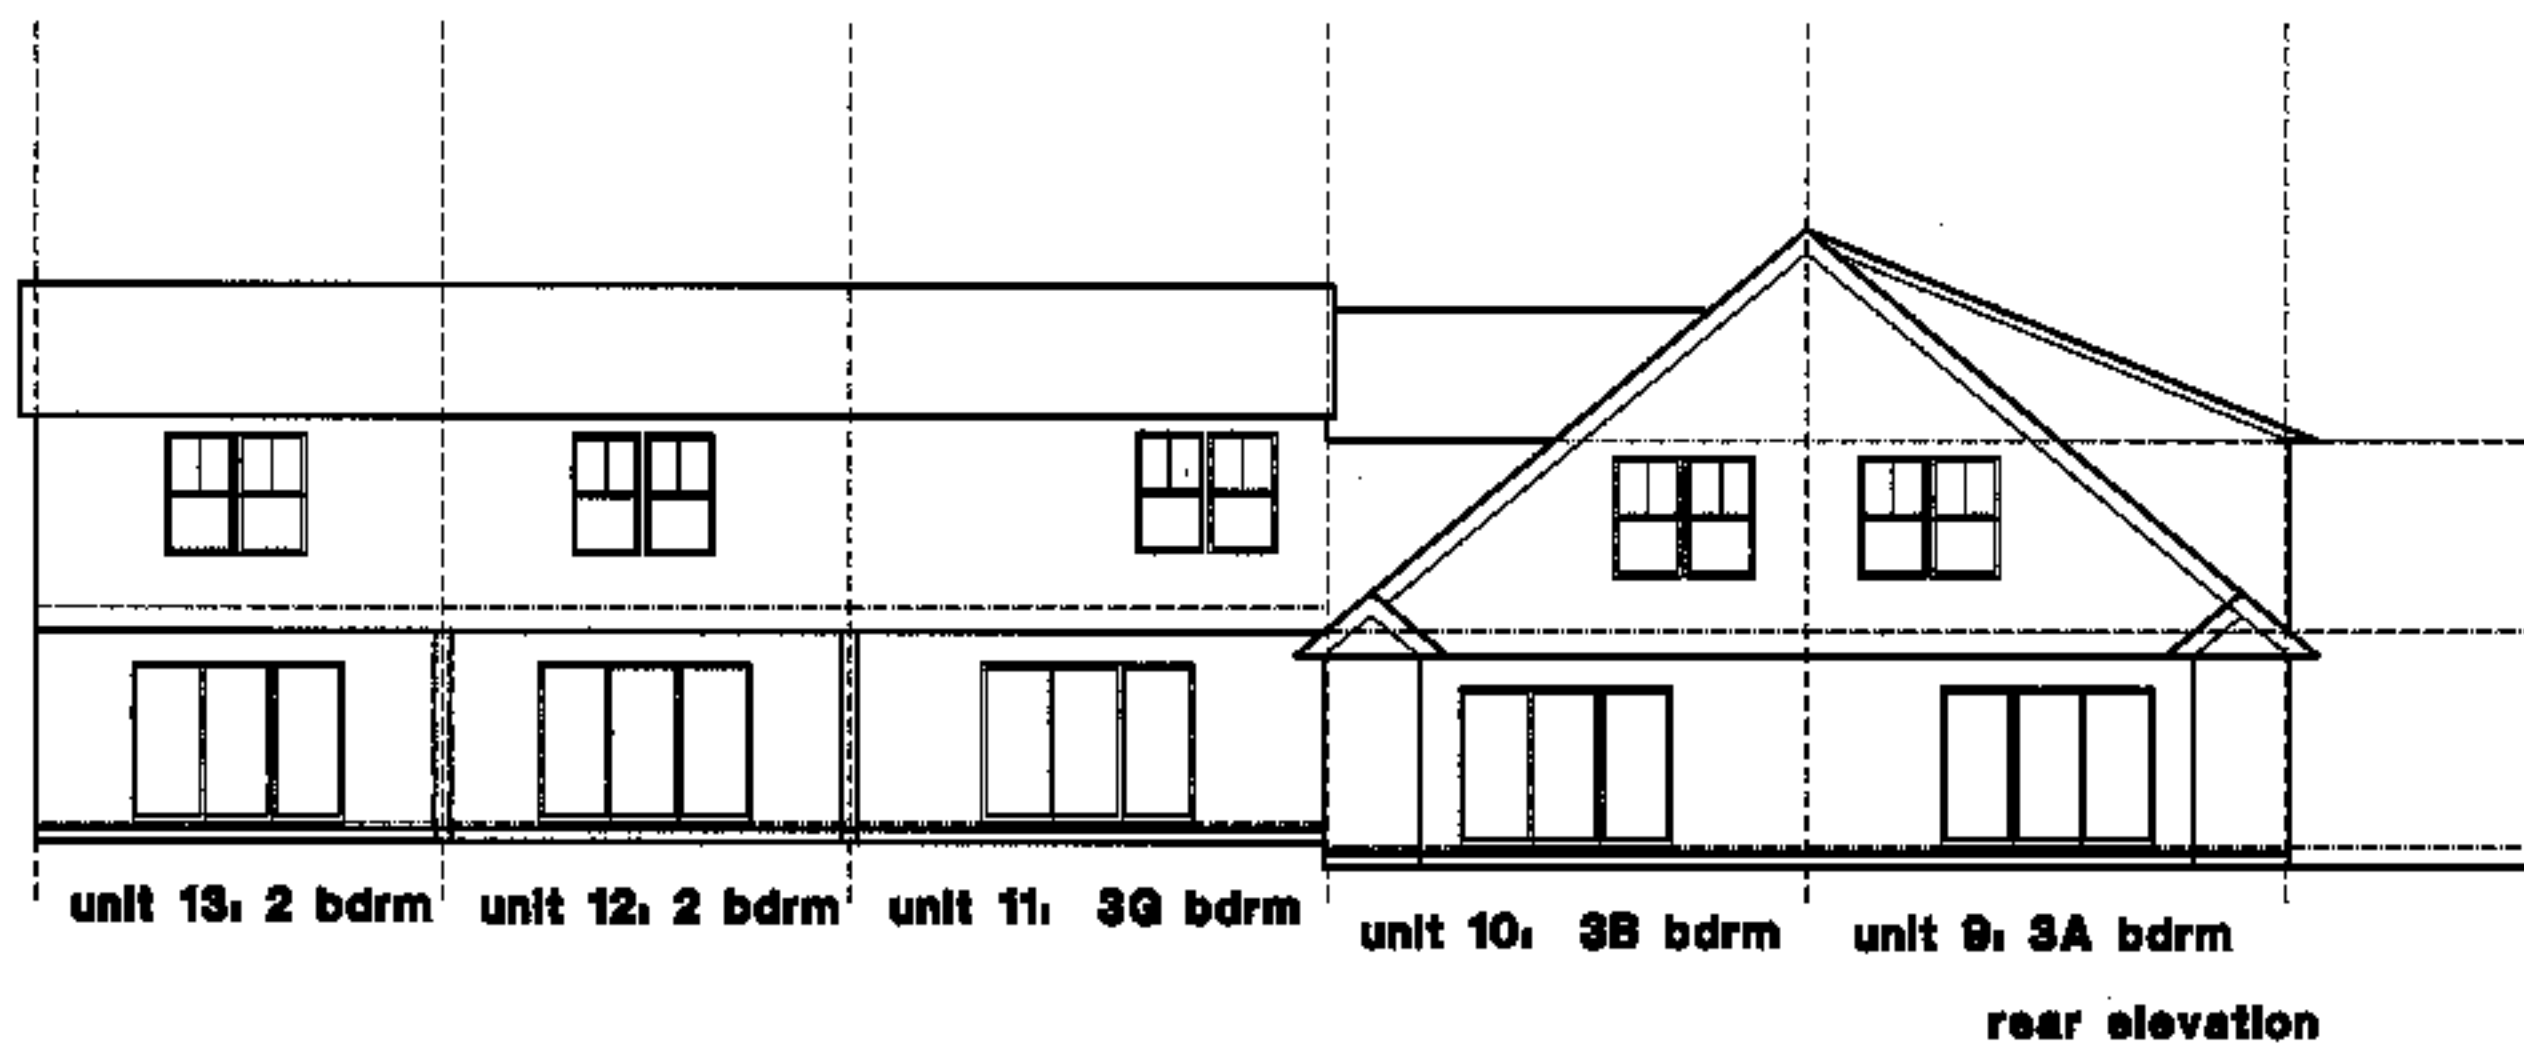 unit 13: 2 bdrm
unit 12: 2 bdrm
unit 11: 3G bdrm
unit 10: 3B bdrm
unit 9: 3A bdrm
rear elevation